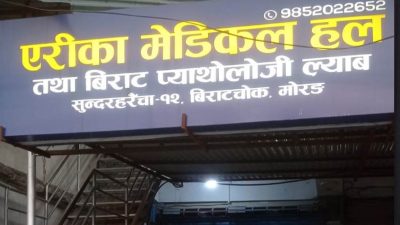 9852022652
एरीका मेडिकल हल
तथा बिराट प्याथोलोजी ल्याब
सुन्दरहरैंचा-१२, बिराटचोक, मोरङ